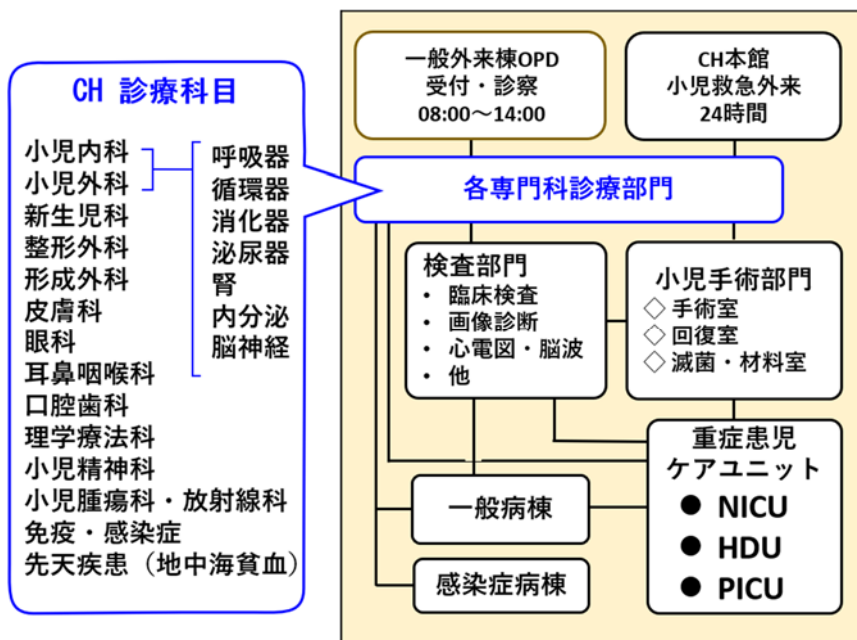 CH 診療科目
小児内科
小児外科
新生児科
整形外科
形成外科
皮膚科
眼科
耳鼻咽喉科
口腔歯科
理学療法科
小児精神科
小児腫瘍科・放射線科
免疫・感染症
先天疾患（地中海貧血）
呼吸器
循環器
消化器
泌尿器
腎
内分泌
脳神経
一般外来棟OPD
受付・診察
08:00～14:00
CH本館
小児救急外来
24時間
各専門科診療部門
検査部門
・ 臨床検査
・ 画像診断
・ 心電図・脳波
・ 他
小児手術部門
◇ 手術室
◇ 回復室
◇ 滅菌・材料室
重症患児
ケアユニット
● NICU
● HDU
● PICU
一般病棟
感染症病棟